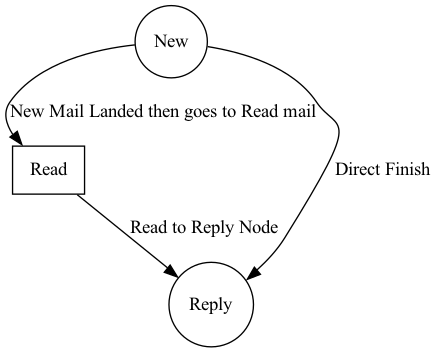 New
New Mail Landed then goes to Read mail
Read
Direct Finish
Read to Reply Node
Reply